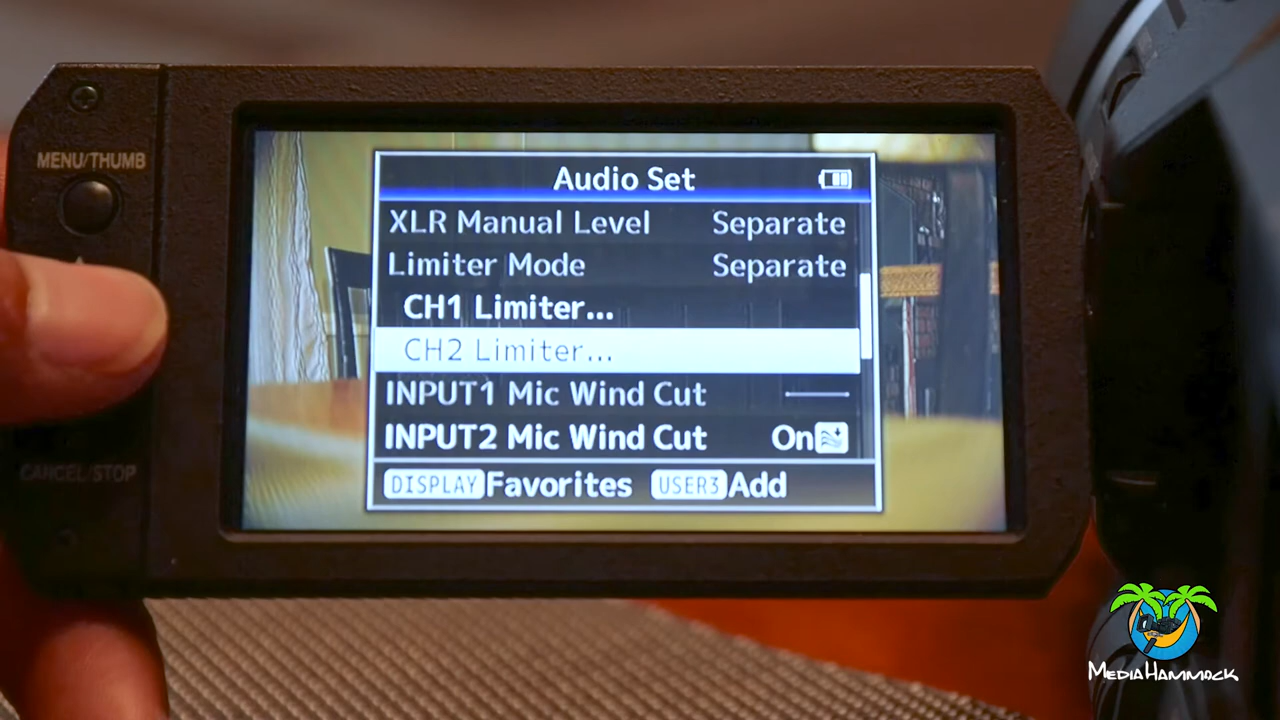 MENU/THUMB
Audio Set
XLR Manual Level Separate
Limiter Mode Separate
CH1 Limiter...
CH2 Limiter...
INPUT1 Mic Wind Cut
INPUT2 Mic Wind Cut On
DISPLAY Favorites USER3 Add
CANCEL/STOP
MEDIAHAMMOCK